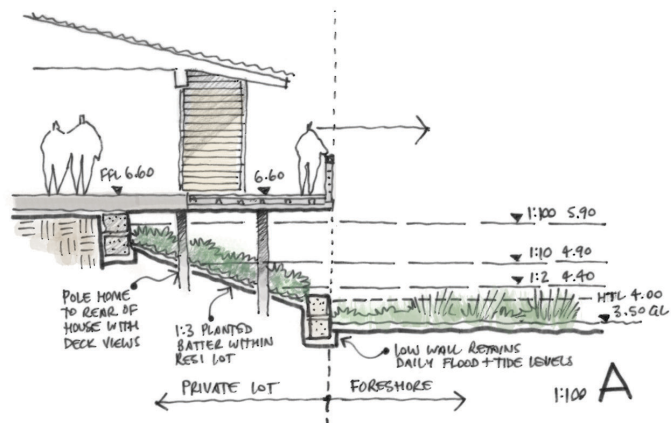 FFL 6.60
6.60
1:100 5.90
1:10 4.90
1:2 4.40
HTL 4.00
3.50 GL
POLE HOME
TO REAR OF
HOUSE WITH
DECK VIEWS
1:3 PLANTED
BATTER WITHIN
RESI LOT
LOW WALL RETAINS
DAILY FLOOD + TIDE LEVELS
PRIVATE LOT
FORESHORE
1:100 A